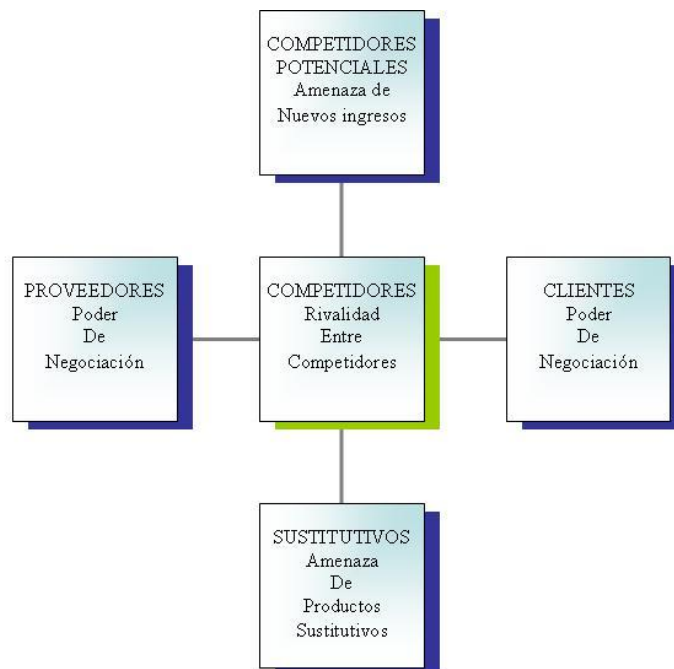 COMPETIDORES
POTENCIALES
Amenaza de
Nuevos ingresos
PROVEEDORES
Poder
De
Negociación
COMPETIDORES
Rivalidad
Entre
Competidores
CLIENTES
Poder
De
Negociación
SUSTITUTIVOS
Amenaza
De
Productos
Sustitutivos